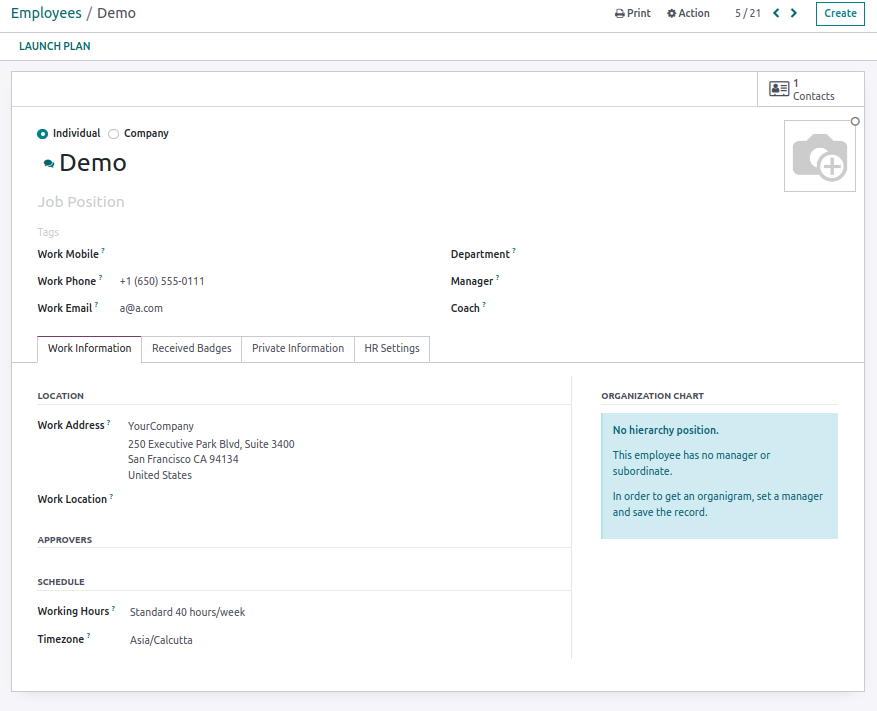 Employees / Demo
Print Action 5 / 21 Create
LAUNCH PLAN
1
Contacts
Individual Company
Demo
Job Position
Tags
Work Mobile ?
Department ?
Work Phone ? +1 (650) 555-0111
Manager ?
Work Email ? a@a.com
Coach ?
Work Information Received Badges Private Information HR Settings
LOCATION
Work Address ? YourCompany
250 Executive Park Blvd, Suite 3400
San Francisco CA 94134
United States
Work Location ?
APPROVERS
SCHEDULE
Working Hours ? Standard 40 hours/week
Timezone ? Asia/Calcutta
ORGANIZATION CHART
No hierarchy position.
This employee has no manager or
subordinate.
In order to get an organigram, set a manager
and save the record.